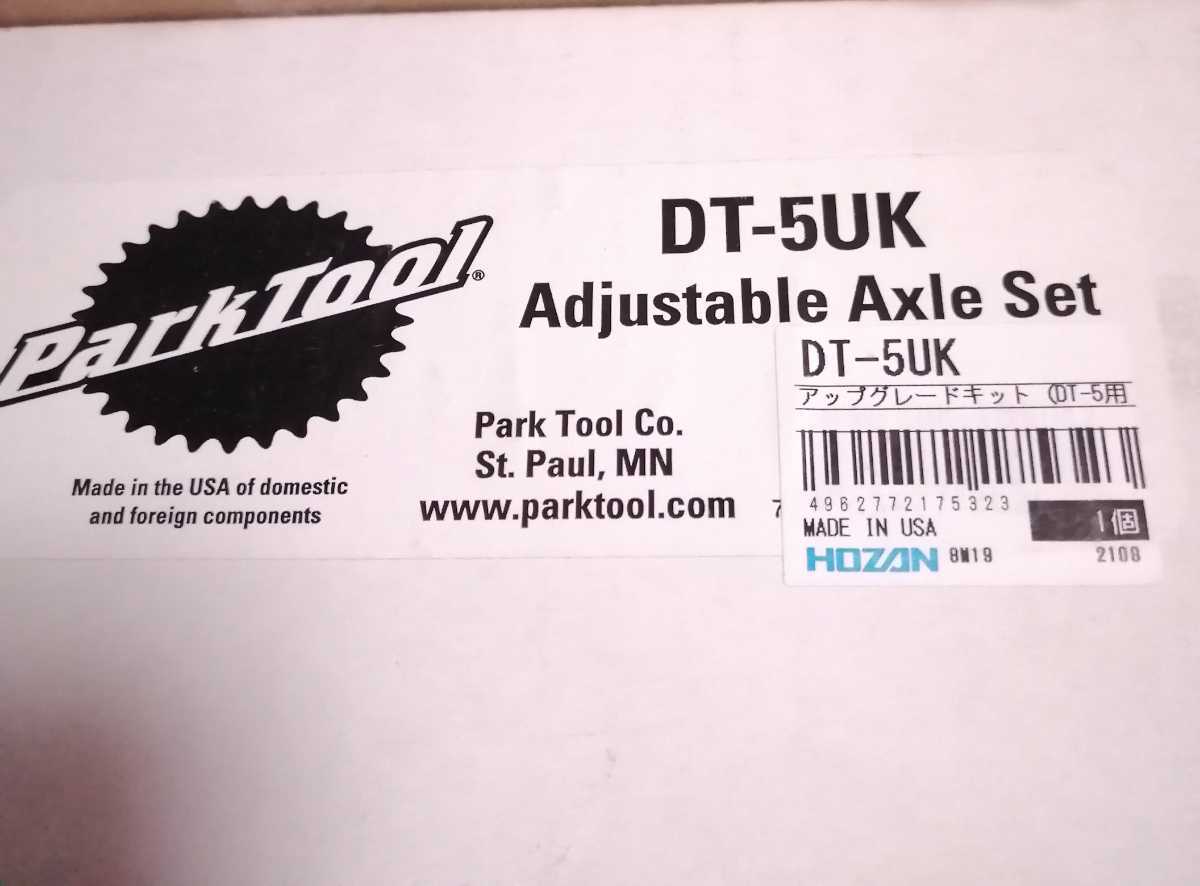 ParkTool®
Made in the USA of domestic
and foreign components
DT-5UK
Adjustable Axle Set
Park Tool Co.
St. Paul, MN
www.parktool.com
DT-5UK
アップグレードキット (DT-5用
4962772175323
MADE IN USA
1個
HOZAN 8M19 2108